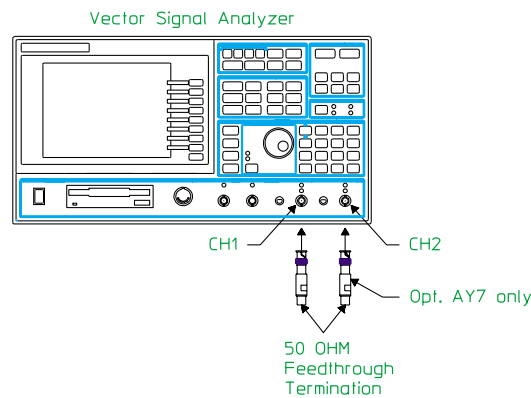 Vector Signal Analyzer
CH1
CH2
Opt. AY7 only
50 OHM
Feedthrough
Termination